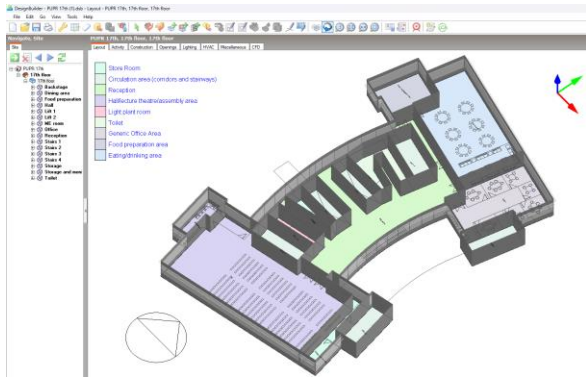 DesignBuilder - PUPR 17th (1).dsb - Layout - PUPR 17th, 17th floor, 17th floor
File Edit Go View Tools Help
Navigate, Site
PUPR 17th, 17th floor, 17th floor
Site
Layout Activity Construction Openings Lighting HVAC Miscellaneous CFD
PUPR 17th
17th floor
17th floor
Backstage
Dining area
Food preparation
Hall
Lift 1
Lift 2
ME room
Office
Reception
Stairs 1
Stairs 2
Stairs 3
Stairs 4
Storage
Toilet
Store Room
Circulation area (corridors and stairways)
Reception
Hall/lecture theatre/assembly area
Light plant room
Toilet
Generic Office Area
Food preparation area
Eating/drinking area